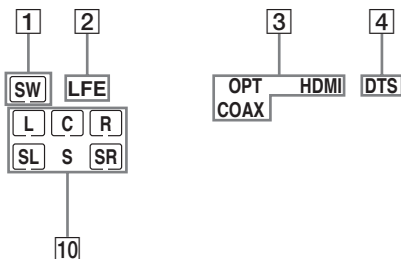 1 2 3 4
SW LFE OPT HDMI DTS
L C R COAX
SL S SR
10